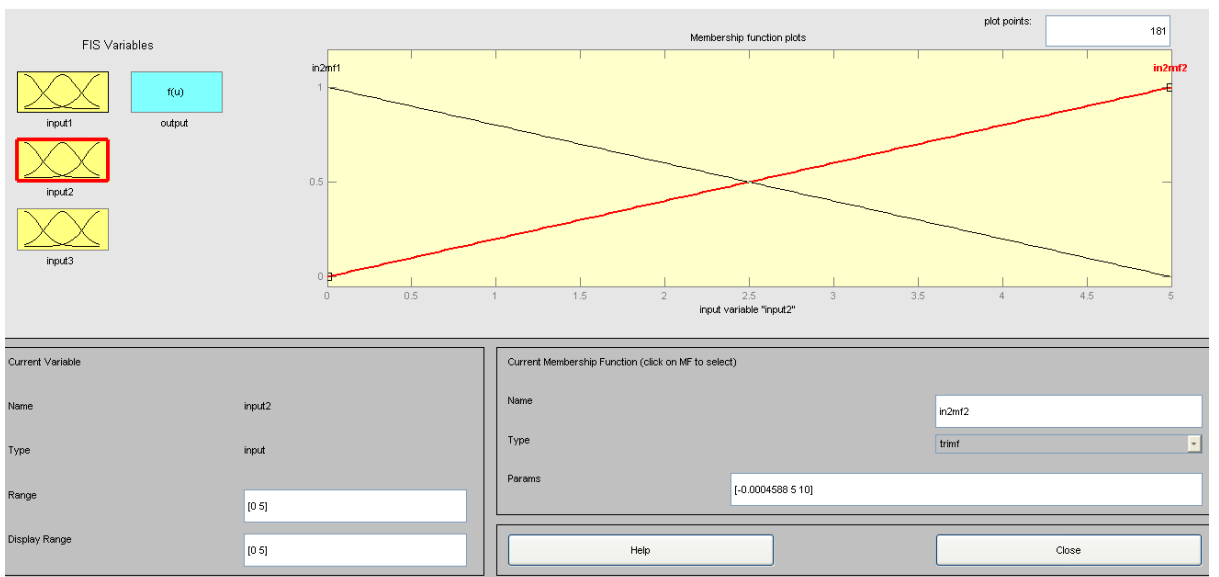 FIS Variables
f(u)
input1
output
input2
input3
Membership function plots
plot points:
181
in2mf1
in2mf2
1
0.5
0
0 0.5 1 1.5 2 2.5 3 3.5 4 4.5 5
input variable "input2"
Current Variable
Name input2
Type input
Range [0 5]
Display Range [0 5]
Current Membership Function (click on MF to select)
Name in2mf2
Type trimf
Params [-0.0004588 5 10]
Help Close